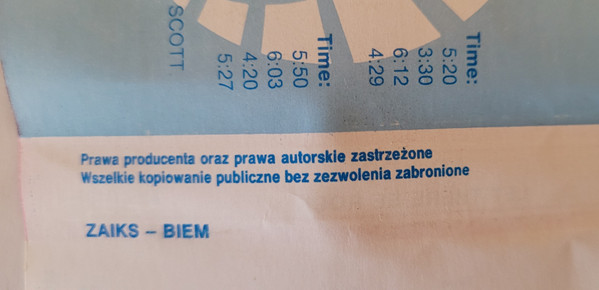 SCOTT
Time:
5:50
6:03
4:20
5:27
Time:
5:20
3:30
6:12
4:29
Prawa producenta oraz prawa autorskie zastrzeżone
Wszelkie kopiowanie publiczne bez zezwolenia zabronione
ZAIKS – BIEM